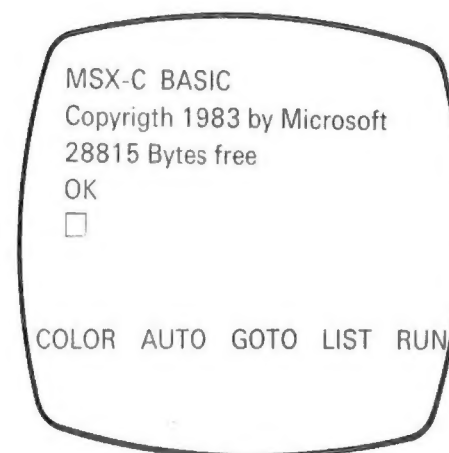 MSX-C BASIC
Copyrigth 1983 by Microsoft
28815 Bytes free
OK
COLOR AUTO GOTO LIST RUN